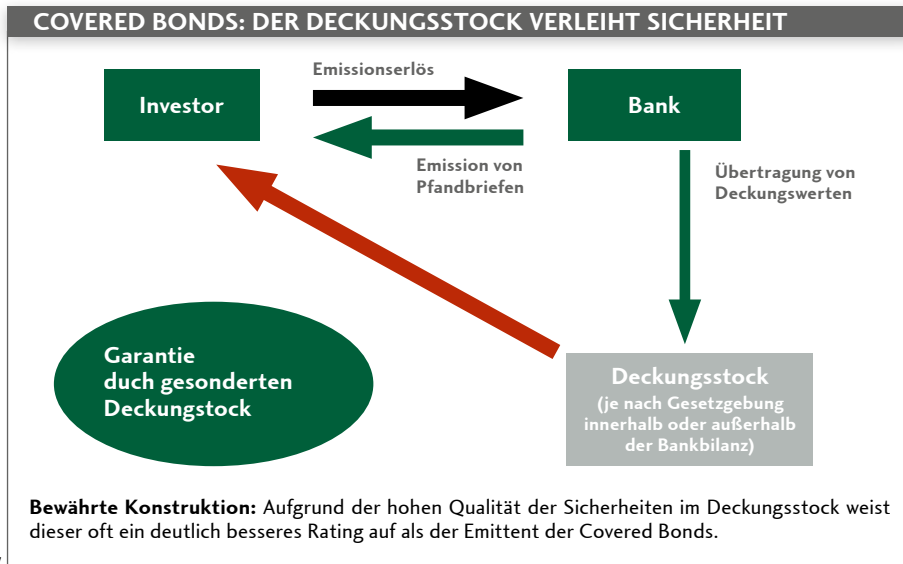 COVERED BONDS: DER DECKUNGSSTOCK VERLEIHT SICHERHEIT
Emissionserlös
Investor
Bank
Emission von
Pfandbriefen
Übertragung von
Deckungswerten
Garantie
duch gesonderten
Deckungstock
Deckungsstock
(je nach Gesetzgebung
innerhalb oder außerhalb
der Bankbilanz)
Bewährte Konstruktion: Aufgrund der hohen Qualität der Sicherheiten im Deckungsstock weist
dieser oft ein deutlich besseres Rating auf als der Emittent der Covered Bonds.